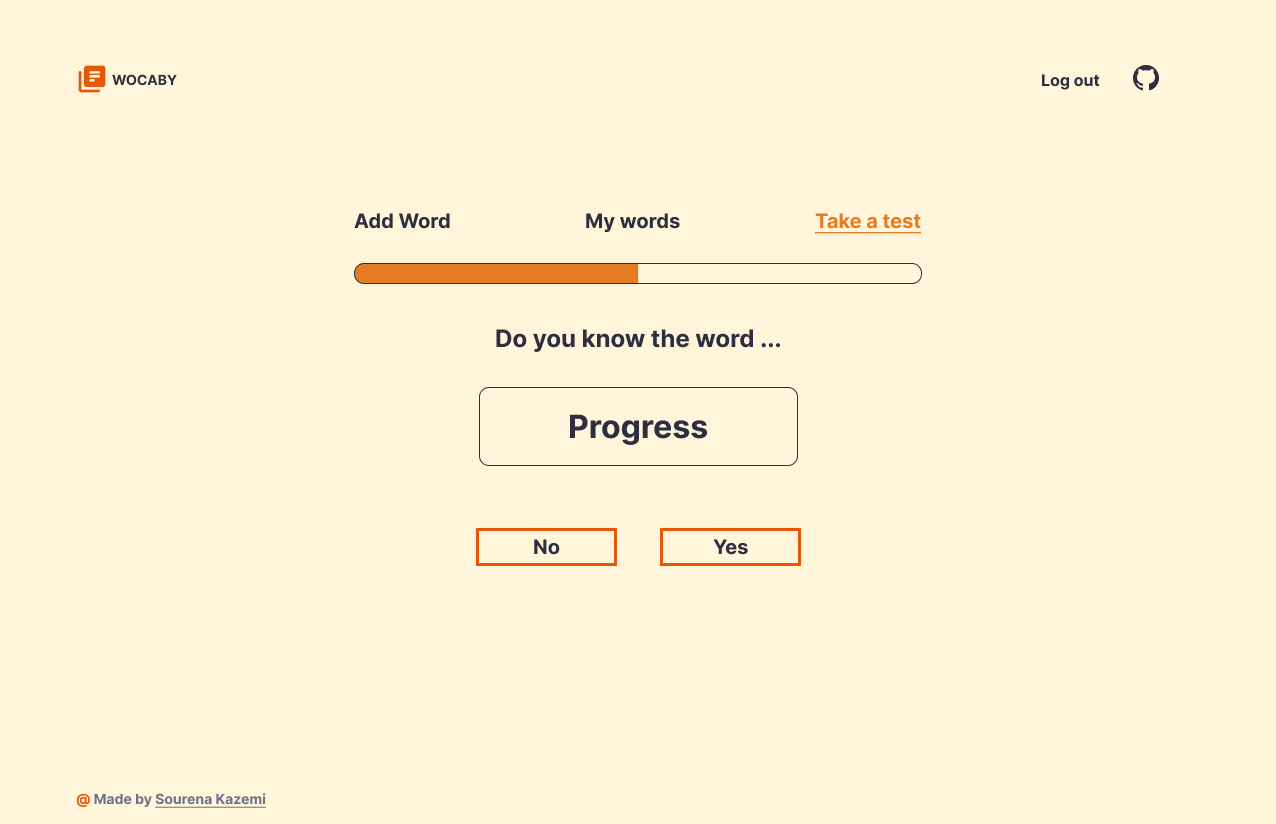 WOCABY
Log out
Add Word
My words
Take a test
Do you know the word ...
Progress
No
Yes
@ Made by Sourena Kazemi